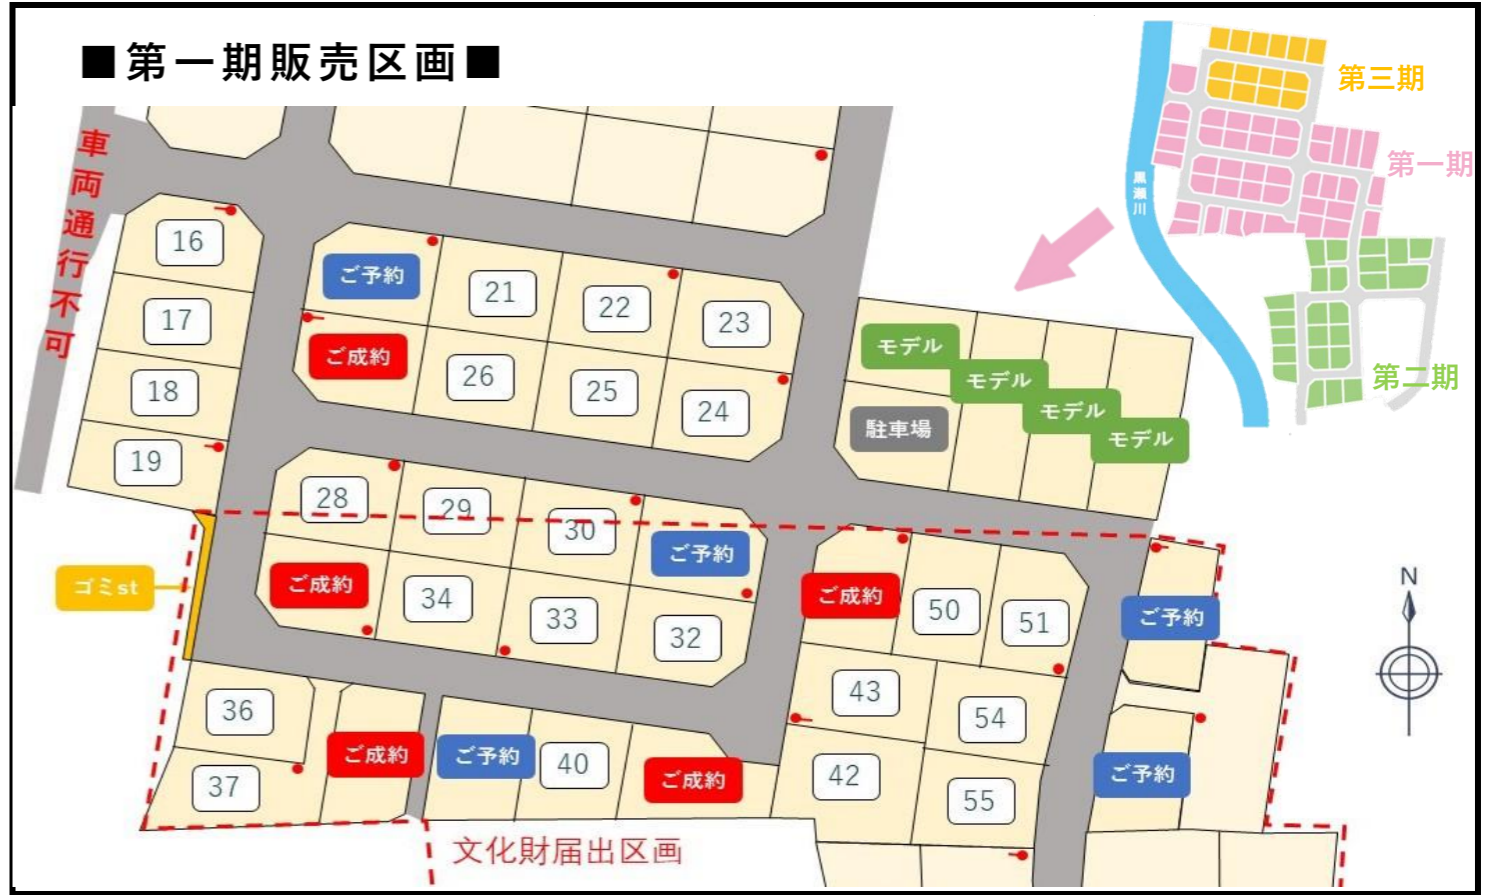 ■第一期販売区画■
第三期
第一期
黒瀬川
第二期
車両通行不可
16
17
18
19
ご予約
21
22
23
ご成約
26
25
24
モデル
モデル
モデル
モデル
駐車場
28
29
30
ご予約
ご成約
34
33
32
ゴミst
ご成約
50
51
ご予約
43
54
42
55
ご予約
36
37
ご成約
ご予約
40
ご成約
文化財届出区画
N